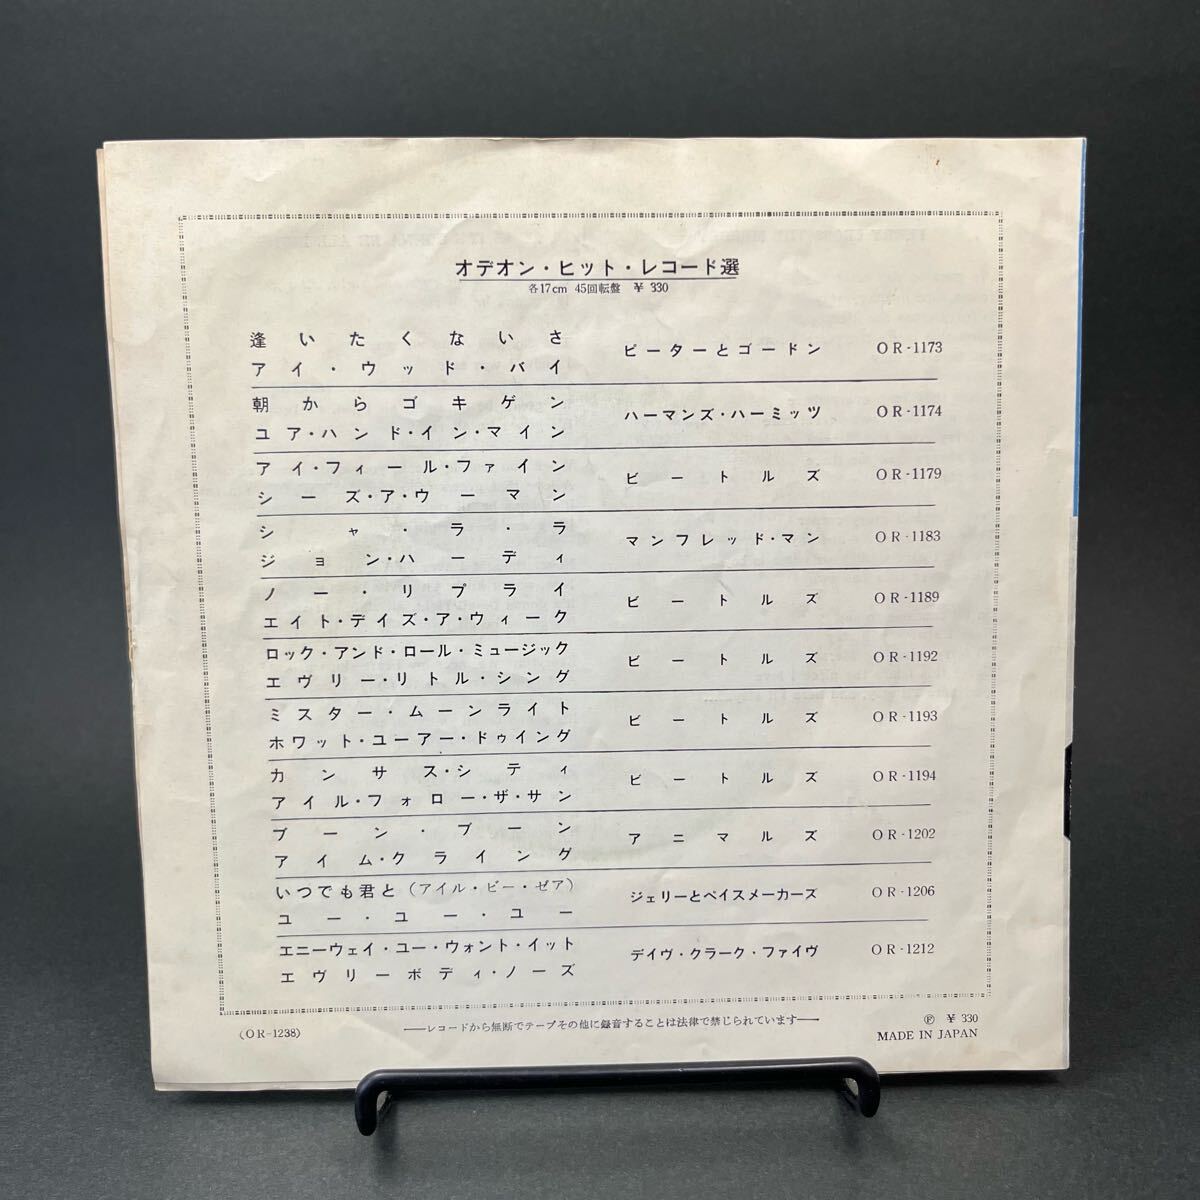 オデオン・ヒット・レコード選
各17cm 45回転盤 ¥ 330
逢いたくないさ
アイ・ウッド・バイ
ピーターとゴードン OR-1173
朝からゴキゲン
ユア・ハンド・イン・マイン
ハーマンズ・ハーミッツ OR-1174
アイ・フィール・ファイン
シーズ・ア・ウーマン
ビートルズ OR-1179
シャ・ラ・ラ
ジョン・ハーディ
マンフレッド・マン OR-1183
ノー・リプライ
エイト・デイズ・ア・ウィーク
ビートルズ OR-1189
ロック・アンド・ロール・ミュージック
エヴリー・リトル・シング
ビートルズ OR-1192
ミスター・ムーンライト
ホワット・ユーアー・ドゥイング
ビートルズ OR-1193
カンサス・シティ
アイル・フォロー・ザ・サン
ビートルズ OR-1194
ブーン・ブーン
アイム・クライング
アニマルズ OR-1202
いつでも君と(アイル・ビー・ゼア)
ユー・ユー・ユー
ジェリーとペイスメーカーズ OR-1206
エニーウェイ・ユー・ウォント・イット
エヴリーボディ・ノーズ
デイヴ・クラーク・ファイヴ OR-1212
(OR-1238)
―レコードから無断でテープその他に録音することは法律で禁じられています―
Ⓟ ¥ 330
MADE IN JAPAN